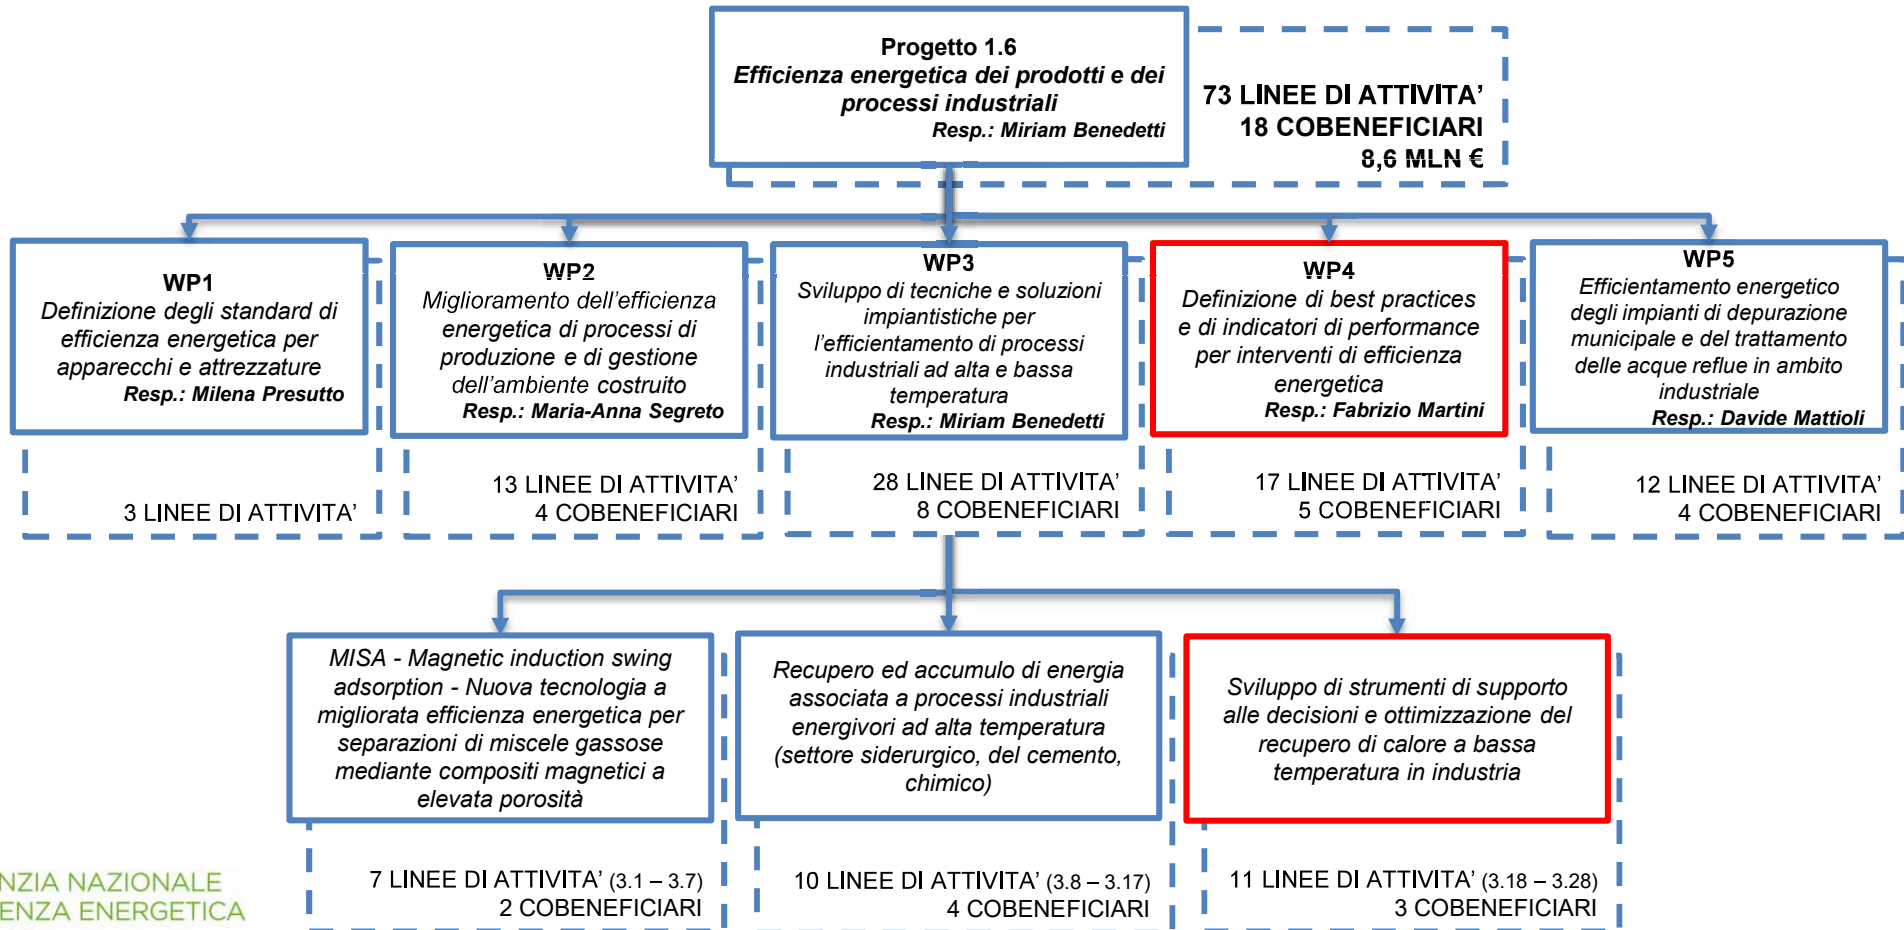 Progetto 1.6
Efficienza energetica dei prodotti e dei
processi industriali
Resp.: Miriam Benedetti
73 LINEE DI ATTIVITA’
18 COBENEFICIARI
8,6 MLN €
WP1
Definizione degli standard di
efficienza energetica per
apparecchi e attrezzature
Resp.: Milena Presutto
3 LINEE DI ATTIVITA’
WP2
Miglioramento dell’efficienza
energetica di processi di
produzione e di gestione
dell’ambiente costruito
Resp.: Maria-Anna Segreto
13 LINEE DI ATTIVITA’
4 COBENEFICIARI
WP3
Sviluppo di tecniche e soluzioni
impiantistiche per
l’efficientamento di processi
industriali ad alta e bassa
temperatura
Resp.: Miriam Benedetti
28 LINEE DI ATTIVITA’
8 COBENEFICIARI
WP4
Definizione di best practices
e di indicatori di performance
per interventi di efficienza
energetica
Resp.: Fabrizio Martini
17 LINEE DI ATTIVITA’
5 COBENEFICIARI
WP5
Efficientamento energetico
degli impianti di depurazione
municipale e del trattamento
delle acque reflue in ambito
industriale
Resp.: Davide Mattioli
12 LINEE DI ATTIVITA’
4 COBENEFICIARI
MISA - Magnetic induction swing
adsorption - Nuova tecnologia a
migliorata efficienza energetica per
separazioni di miscele gassose
mediante compositi magnetici a
elevata porosità
7 LINEE DI ATTIVITA’ (3.1 – 3.7)
2 COBENEFICIARI
Recupero ed accumulo di energia
associata a processi industriali
energivori ad alta temperatura
(settore siderurgico, del cemento,
chimico)
10 LINEE DI ATTIVITA’ (3.8 – 3.17)
4 COBENEFICIARI
Sviluppo di strumenti di supporto
alle decisioni e ottimizzazione del
recupero di calore a bassa
temperatura in industria
11 LINEE DI ATTIVITA’ (3.18 – 3.28)
3 COBENEFICIARI
NZIA NAZIONALE
ENZA ENERGETICA